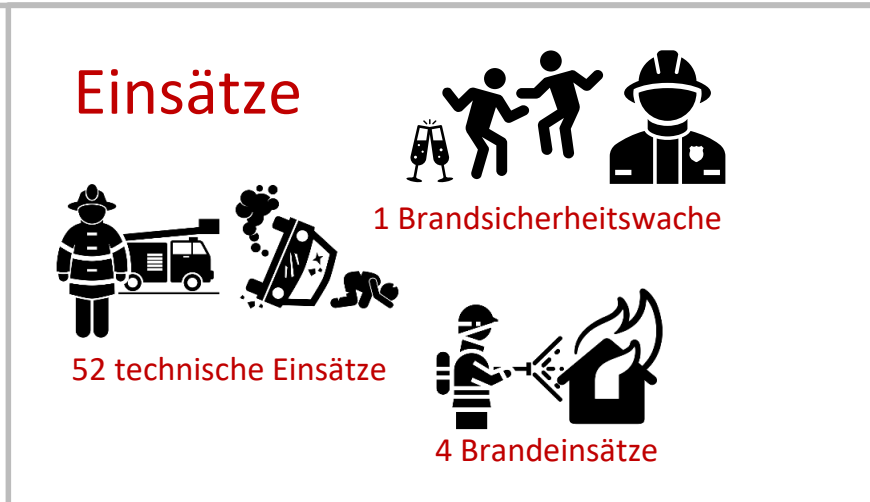 Einsätze
1 Brandsicherheitswache
52 technische Einsätze
4 Brandeinsätze